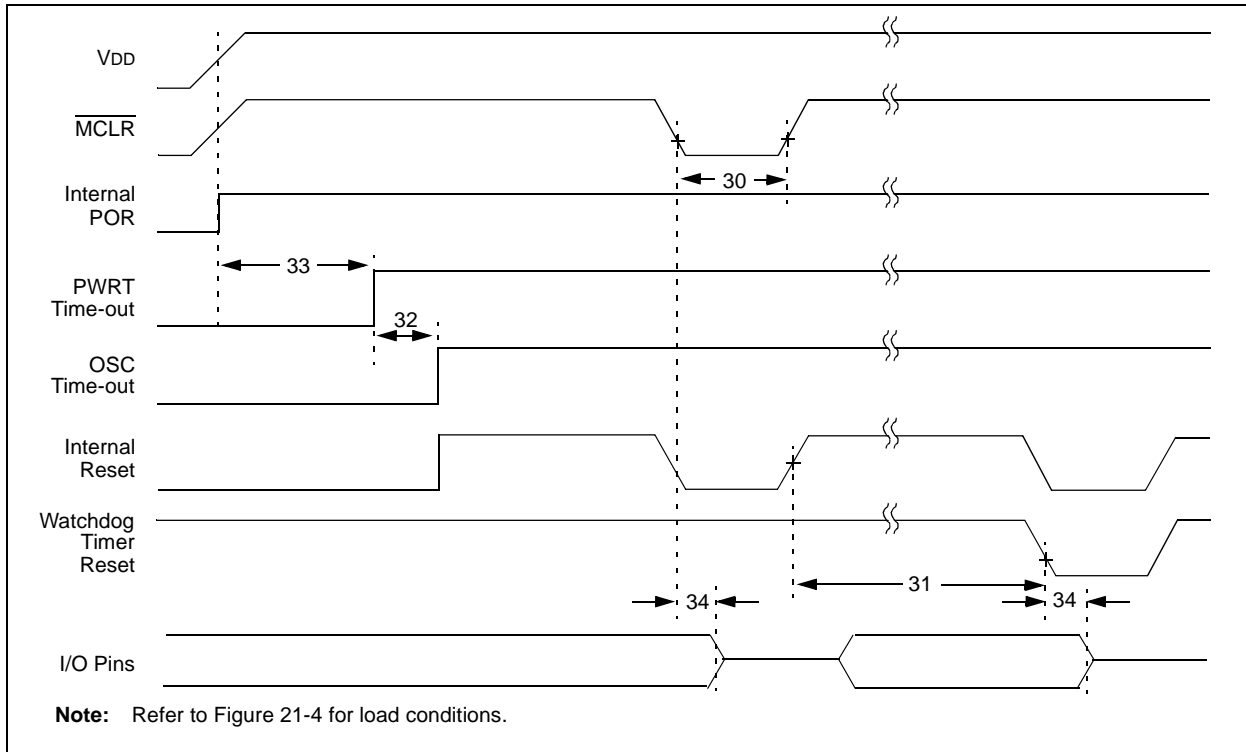 VDD
MCLR
30
Internal
POR
33
PWRT
Time-out
32
OSC
Time-out
Internal
Reset
Watchdog
Timer
Reset
31
34
34
I/O Pins
Note: Refer to Figure 21-4 for load conditions.